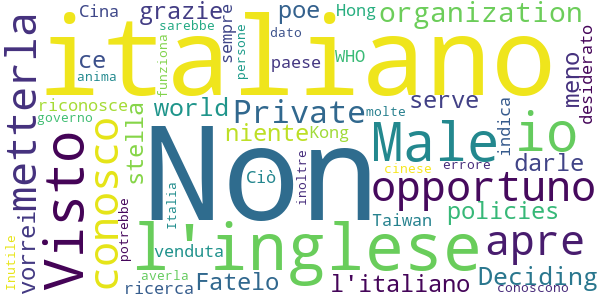 Cina
grazie
sempre
sarebbe
poe
Hong
organization
italiano
ce
funziona
dato
persone
paese
WHO
meno
desiderato
anima
metterla
riconosce
governo
stella
world
Private
molte
serve
indica
io
Non
niente
Kong
Male
darle
conosco
Visto
Ciò
inoltre
cinese
errore
opportuno
vorrei
potrebbe
Italia
Taiwan
policies
apre
Inutile
l'inglese
venduta
averla
ricerca
Fatelo
l'italiano
Deciding
conoscono